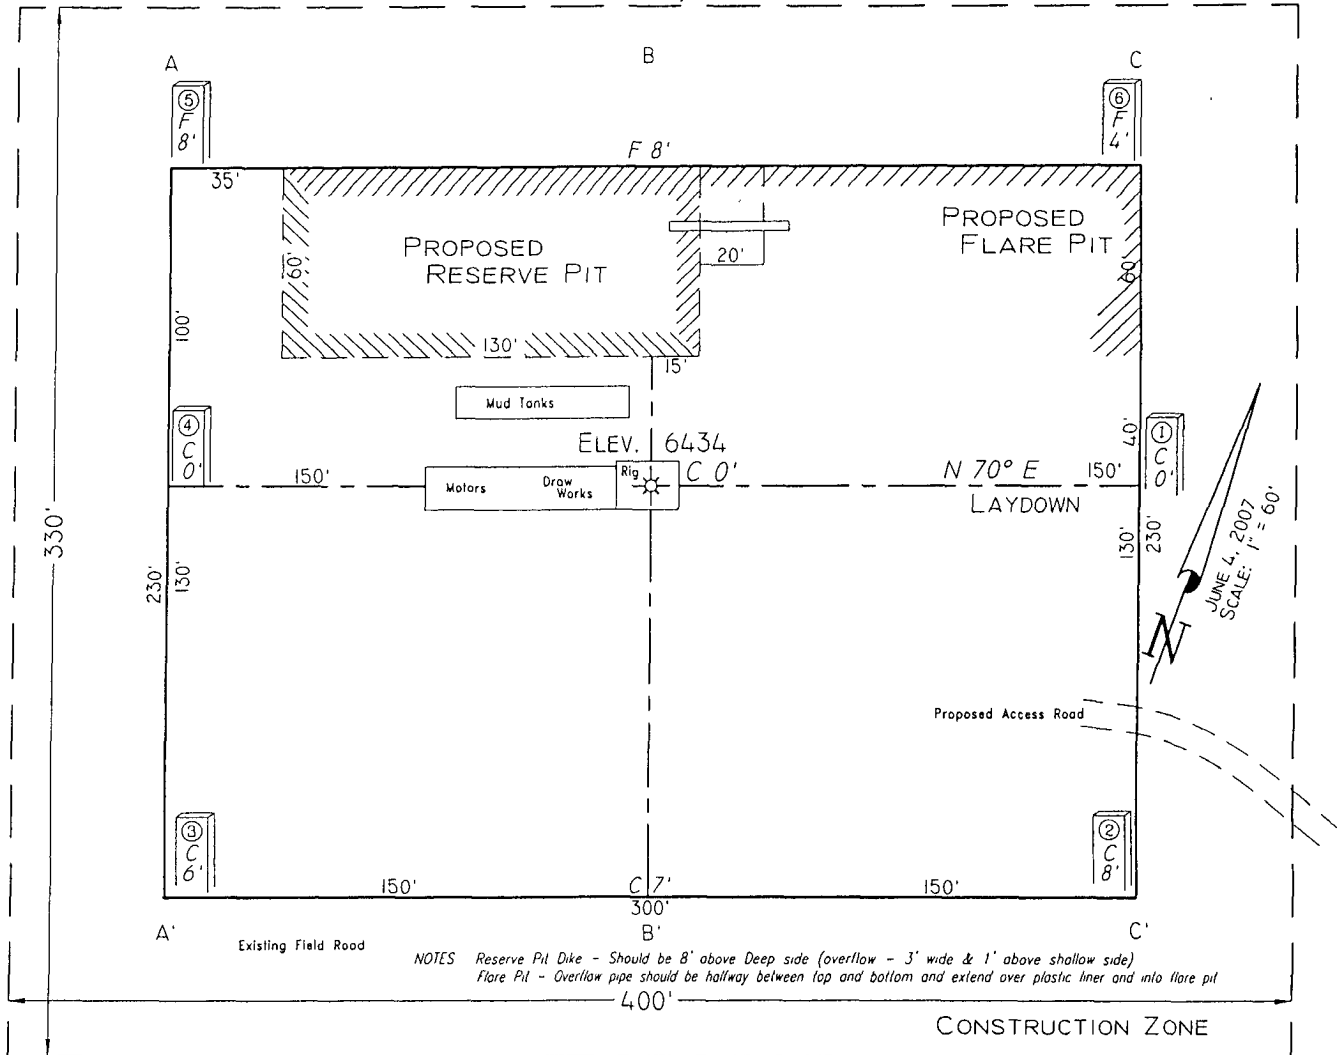 A
B
C
⑤
F
8'
⑥
F
4'
F 8'
35'
PROPOSED
RESERVE PIT
PROPOSED
FLARE PIT
20'
60'
60'
100'
130'
15'
Mud Tanks
④
C
0'
ELEV. 6434
①
C
0'
40'
150'
Motors
Draw
Works
Rig
C 0'
N 70° E
150'
LAYDOWN
330'
230'
130'
130'
230'
JUNE 4, 2007
SCALE: 1" = 60'
N
Proposed Access Road
③
C
6'
②
C
8'
150'
C 7'
150'
300'
A'
B'
C'
Existing Field Road
NOTES Reserve Pit Dike - Should be 8' above Deep side (overflow - 3' wide & 1' above shallow side)
Flare Pit - Overflow pipe should be halfway between top and bottom and extend over plastic liner and into flare pit
400'
CONSTRUCTION ZONE